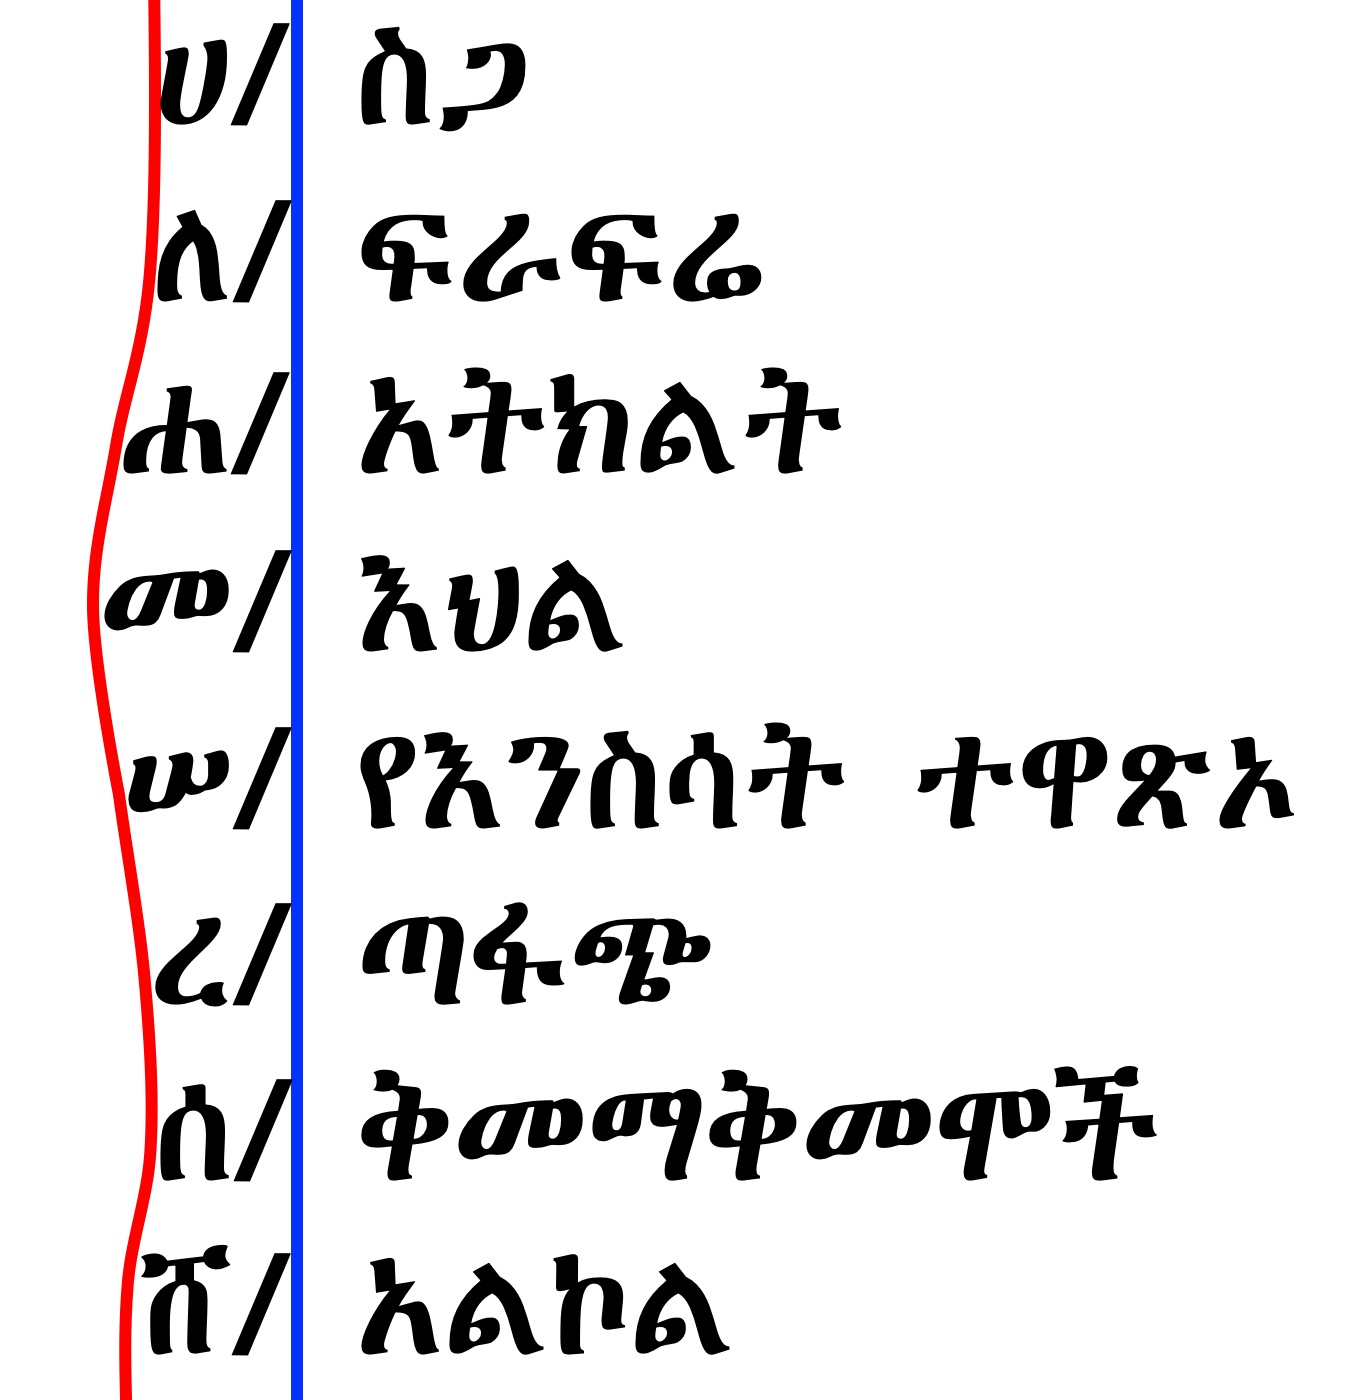 ሀ/ ስጋ
ለ/ ፍራፍሬ
ሐ/ አትክልት
መ/ እህል
ሠ/ የእንስሳት ተዋጽኦ
ረ/ ጣፋጭ
ሰ/ ቅመማቅመሞች
ሸ/ አልኮል